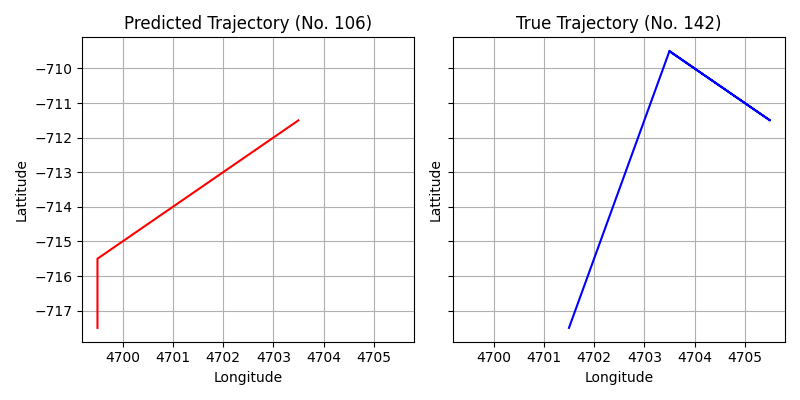 Predicted Trajectory (No. 106)
True Trajectory (No. 142)
−710
−711
−712
−713
−714
−715
−716
−717
Lattitude
Lattitude
4700 4701 4702 4703 4704 4705
4700 4701 4702 4703 4704 4705
Longitude
Longitude